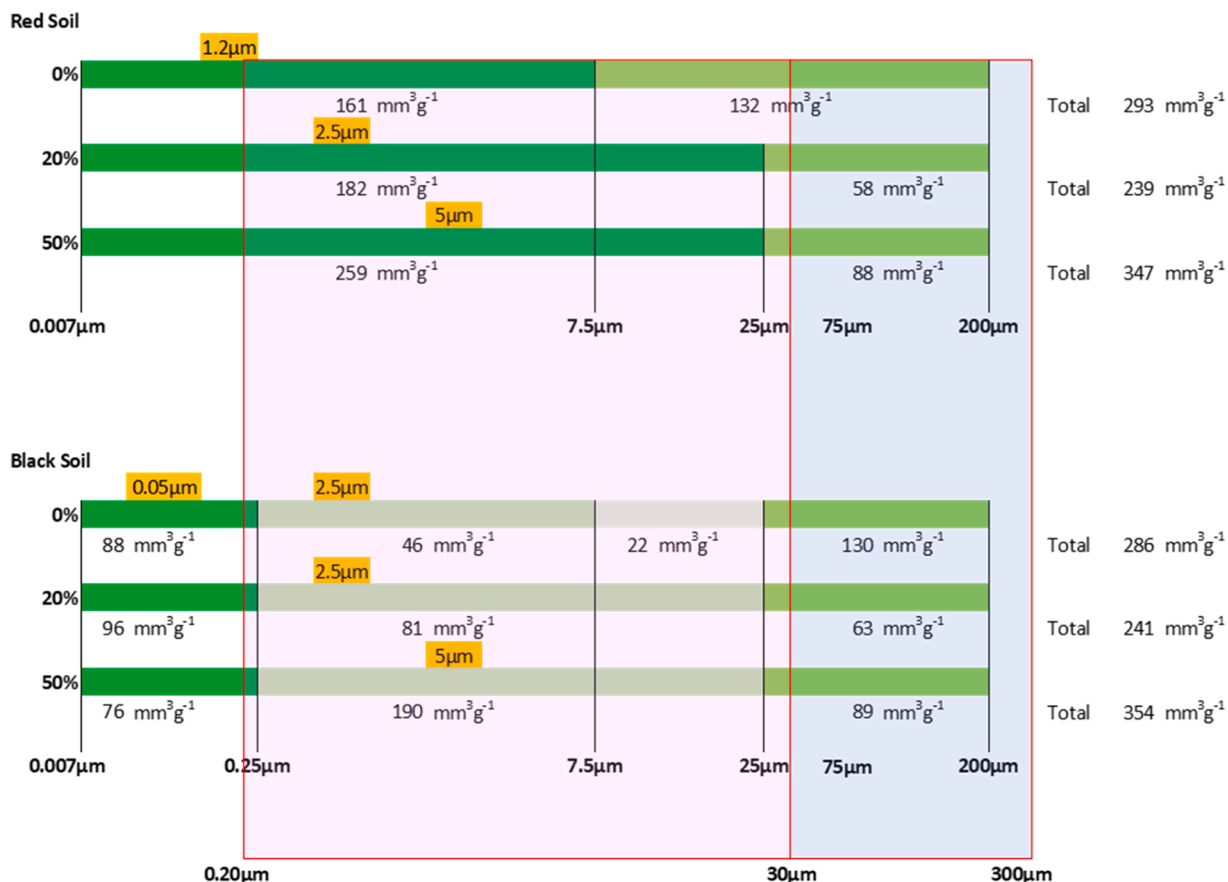 Red Soil
1.2µm
0%
161 mm³g⁻¹ 132 mm³g⁻¹ Total 293 mm³g⁻¹
2.5µm
20%
182 mm³g⁻¹ 58 mm³g⁻¹ Total 239 mm³g⁻¹
5µm
50%
259 mm³g⁻¹ 88 mm³g⁻¹ Total 347 mm³g⁻¹
0.007µm 7.5µm 25µm 75µm 200µm
Black Soil
0.05µm 2.5µm
0%
88 mm³g⁻¹ 46 mm³g⁻¹ 22 mm³g⁻¹ 130 mm³g⁻¹ Total 286 mm³g⁻¹
2.5µm
20%
96 mm³g⁻¹ 81 mm³g⁻¹ 63 mm³g⁻¹ Total 241 mm³g⁻¹
5µm
50%
76 mm³g⁻¹ 190 mm³g⁻¹ 89 mm³g⁻¹ Total 354 mm³g⁻¹
0.007µm 0.25µm 7.5µm 25µm 75µm 200µm
0.20µm 30µm 300µm